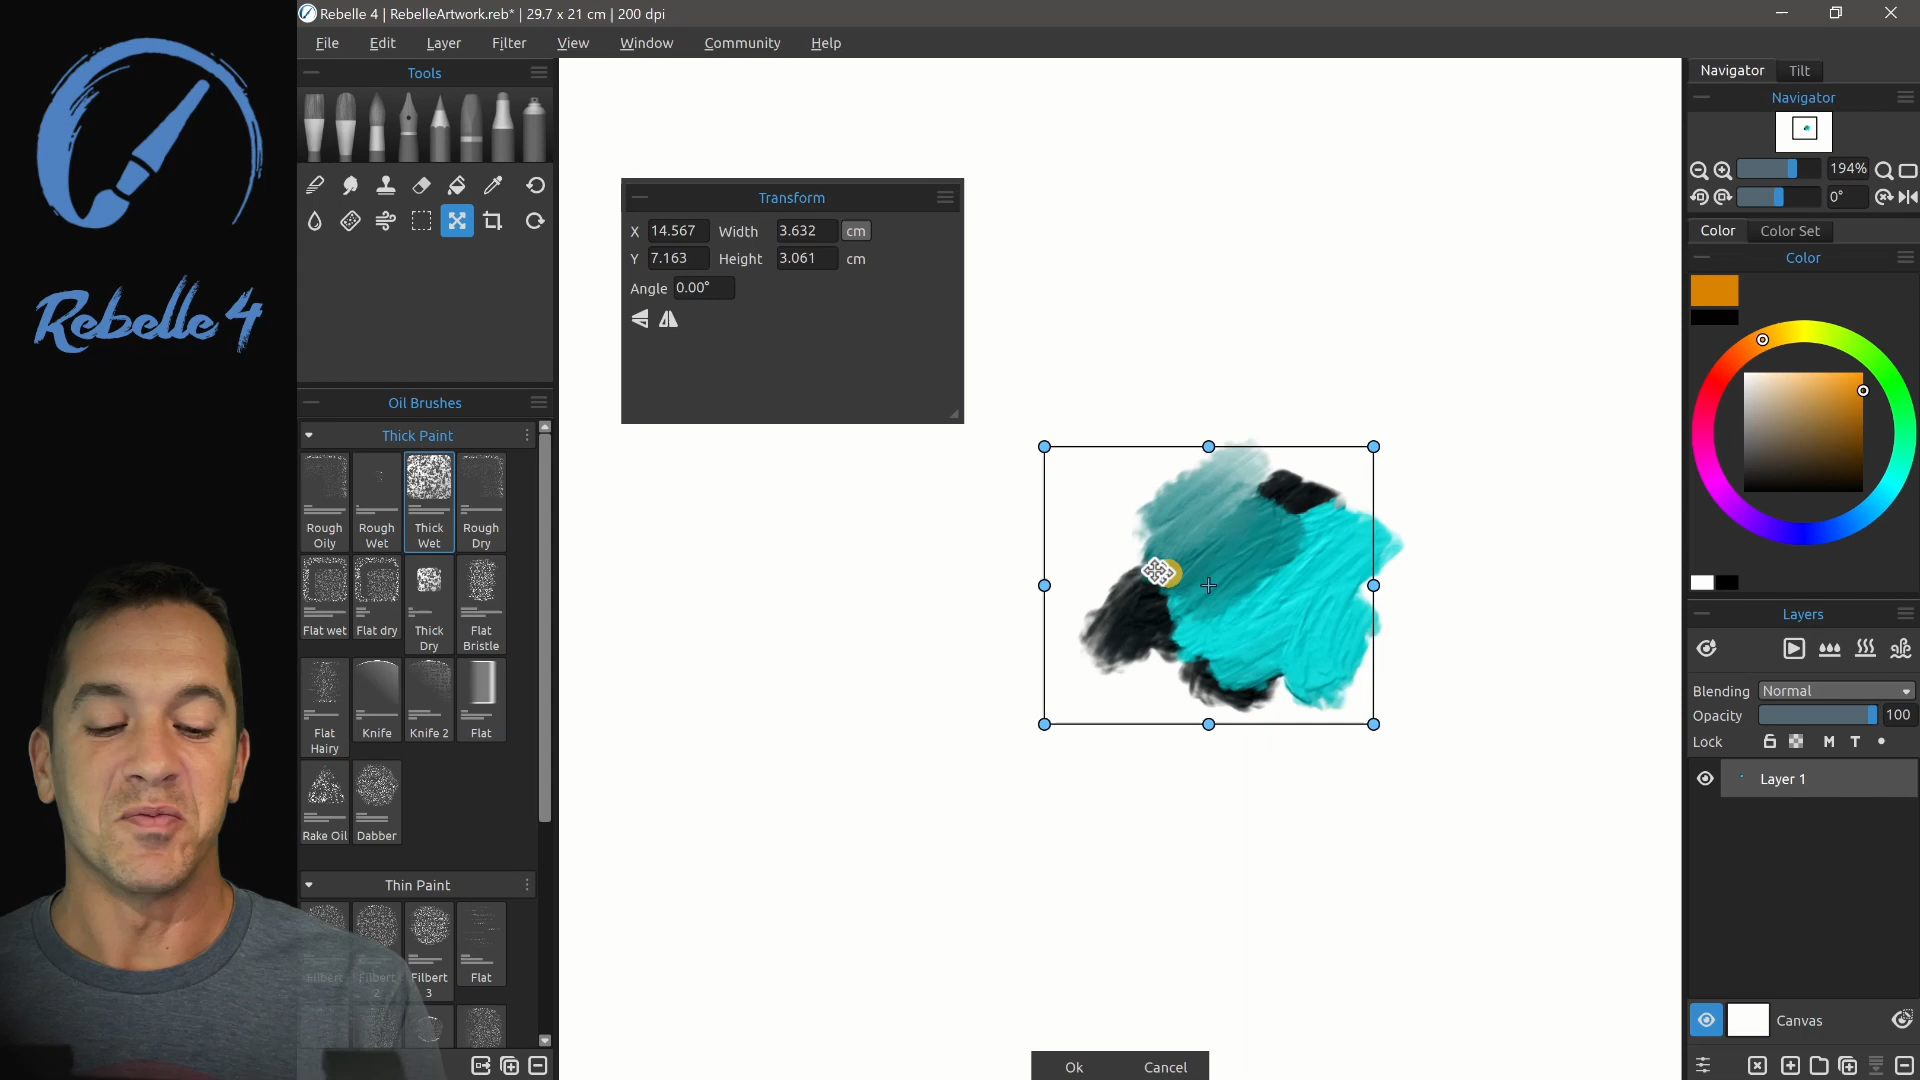 Rebelle 4 | RebelleArtwork.reb* | 29.7 x 21 cm | 200 dpi
File Edit Layer Filter View Window Community Help
Rebelle 4
Tools
Oil Brushes
Thick Paint
Rough Oily
Rough Wet
Thick Wet
Rough Dry
Flat wet
Flat dry
Thick Dry
Flat Bristle
Flat Hairy
Knife
Knife 2
Flat
Rake Oil
Dabber
Thin Paint
Filbert
Filbert 2
Filbert 3
Flat
Transform
X 14.567 Width 3.632 cm
Y 7.163 Height 3.061 cm
Angle 0.00°
Ok Cancel
Navigator Tilt
Navigator
194%
0°
Color Color Set
Color
Layers
Blending Normal
Opacity 100
Lock M T
Layer 1
Canvas